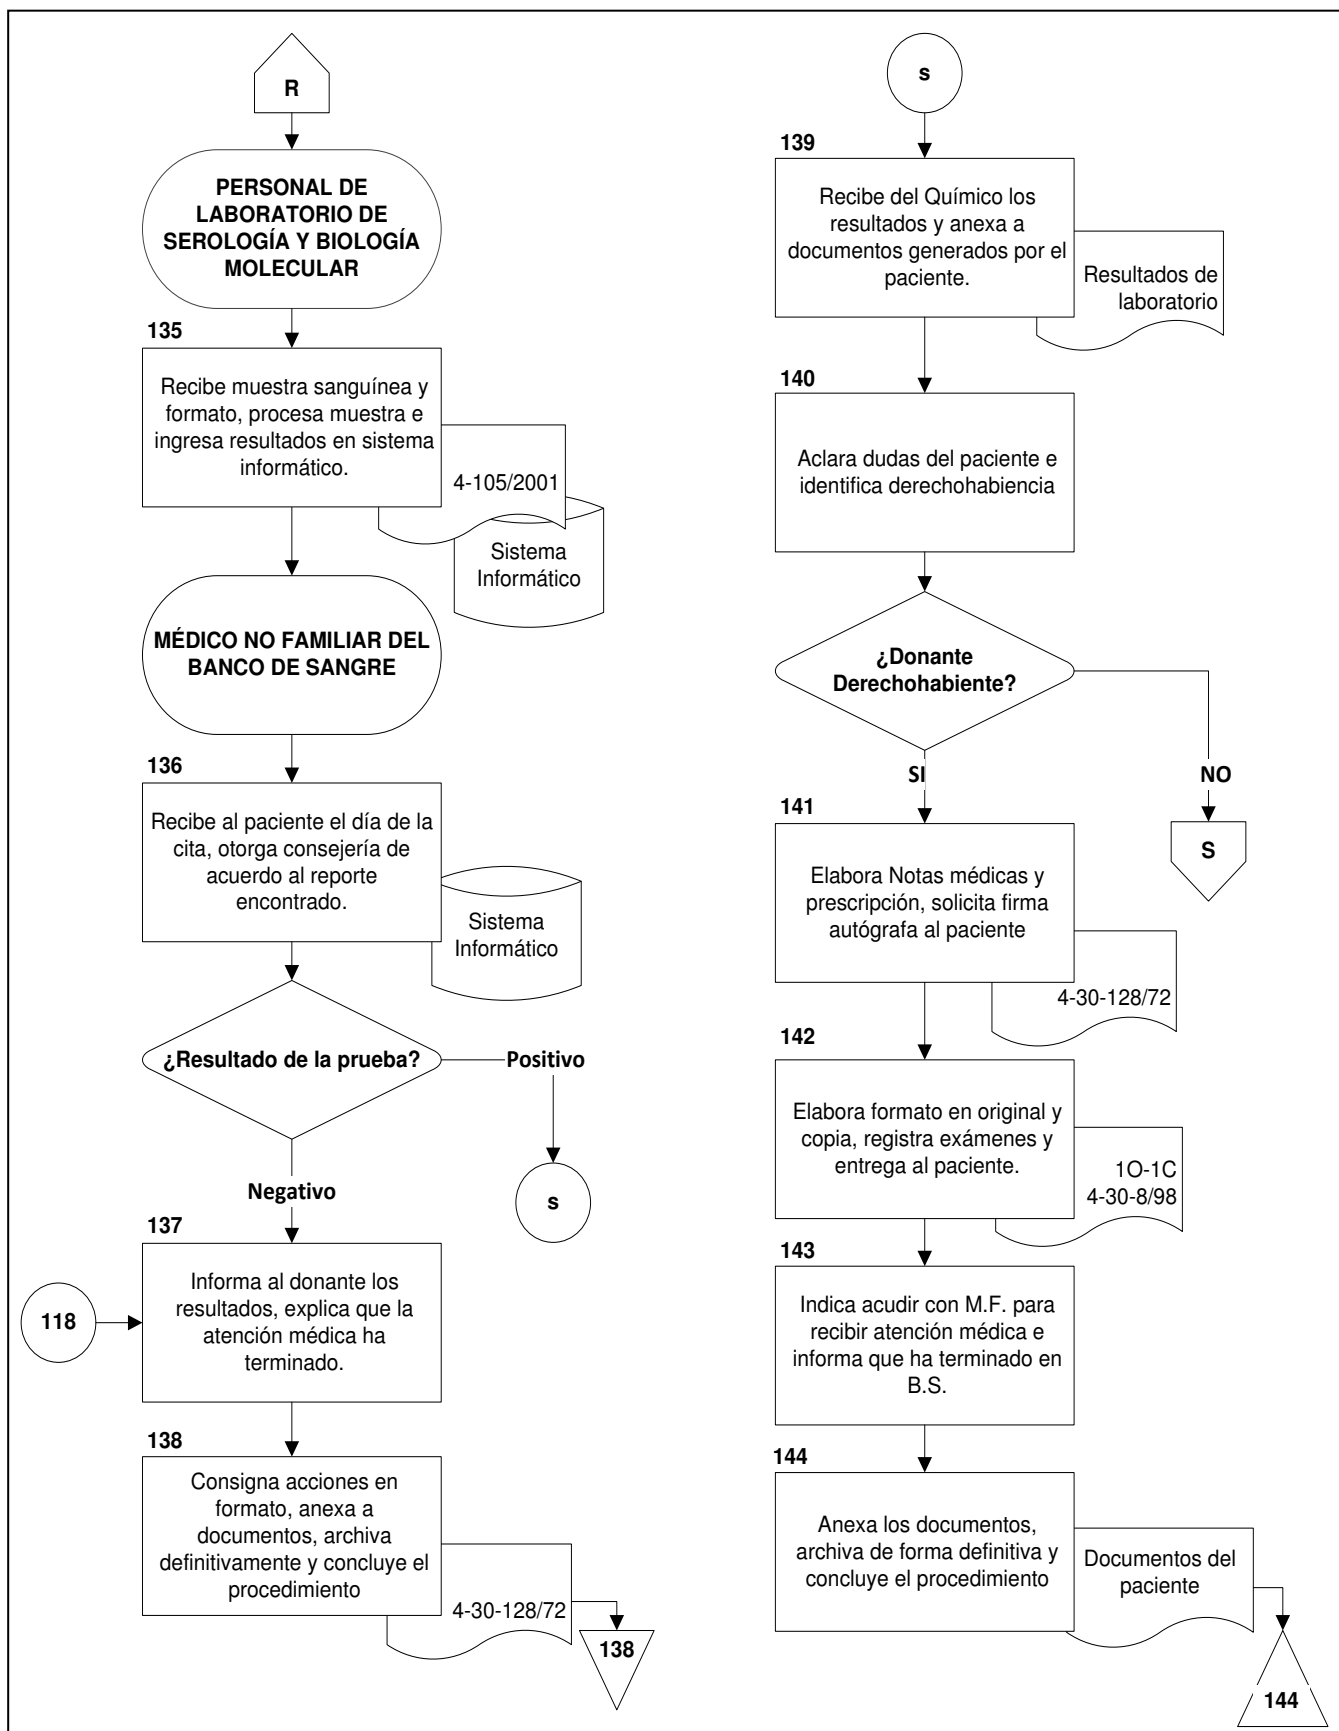 R
PERSONAL DE
LABORATORIO DE
SEROLOGÍA Y BIOLOGÍA
MOLECULAR
135
Recibe muestra sanguínea y
formato, procesa muestra e
ingresa resultados en sistema
informático.
4-105/2001
Sistema
Informático
MÉDICO NO FAMILIAR DEL
BANCO DE SANGRE
136
Recibe al paciente el día de la
cita, otorga consejería de
acuerdo al reporte
encontrado.
Sistema
Informático
¿Resultado de la prueba?
Positivo
s
Negativo
137
118
Informa al donante los
resultados, explica que la
atención médica ha
terminado.
138
Consigna acciones en
formato, anexa a
documentos, archiva
definitivamente y concluye el
procedimiento
4-30-128/72
138
s
139
Recibe del Químico los
resultados y anexa a
documentos generados por el
paciente.
Resultados de
laboratorio
140
Aclara dudas del paciente e
identifica derechohabiencia
¿Donante
Derechohabiente?
SI
NO
S
141
Elabora Notas médicas y
prescripción, solicita firma
autógrafa al paciente
4-30-128/72
142
Elabora formato en original y
copia, registra exámenes y
entrega al paciente.
1O-1C
4-30-8/98
143
Indica acudir con M.F. para
recibir atención médica e
informa que ha terminado en
B.S.
144
Anexa los documentos,
archiva de forma definitiva y
concluye el procedimiento
Documentos del
paciente
144